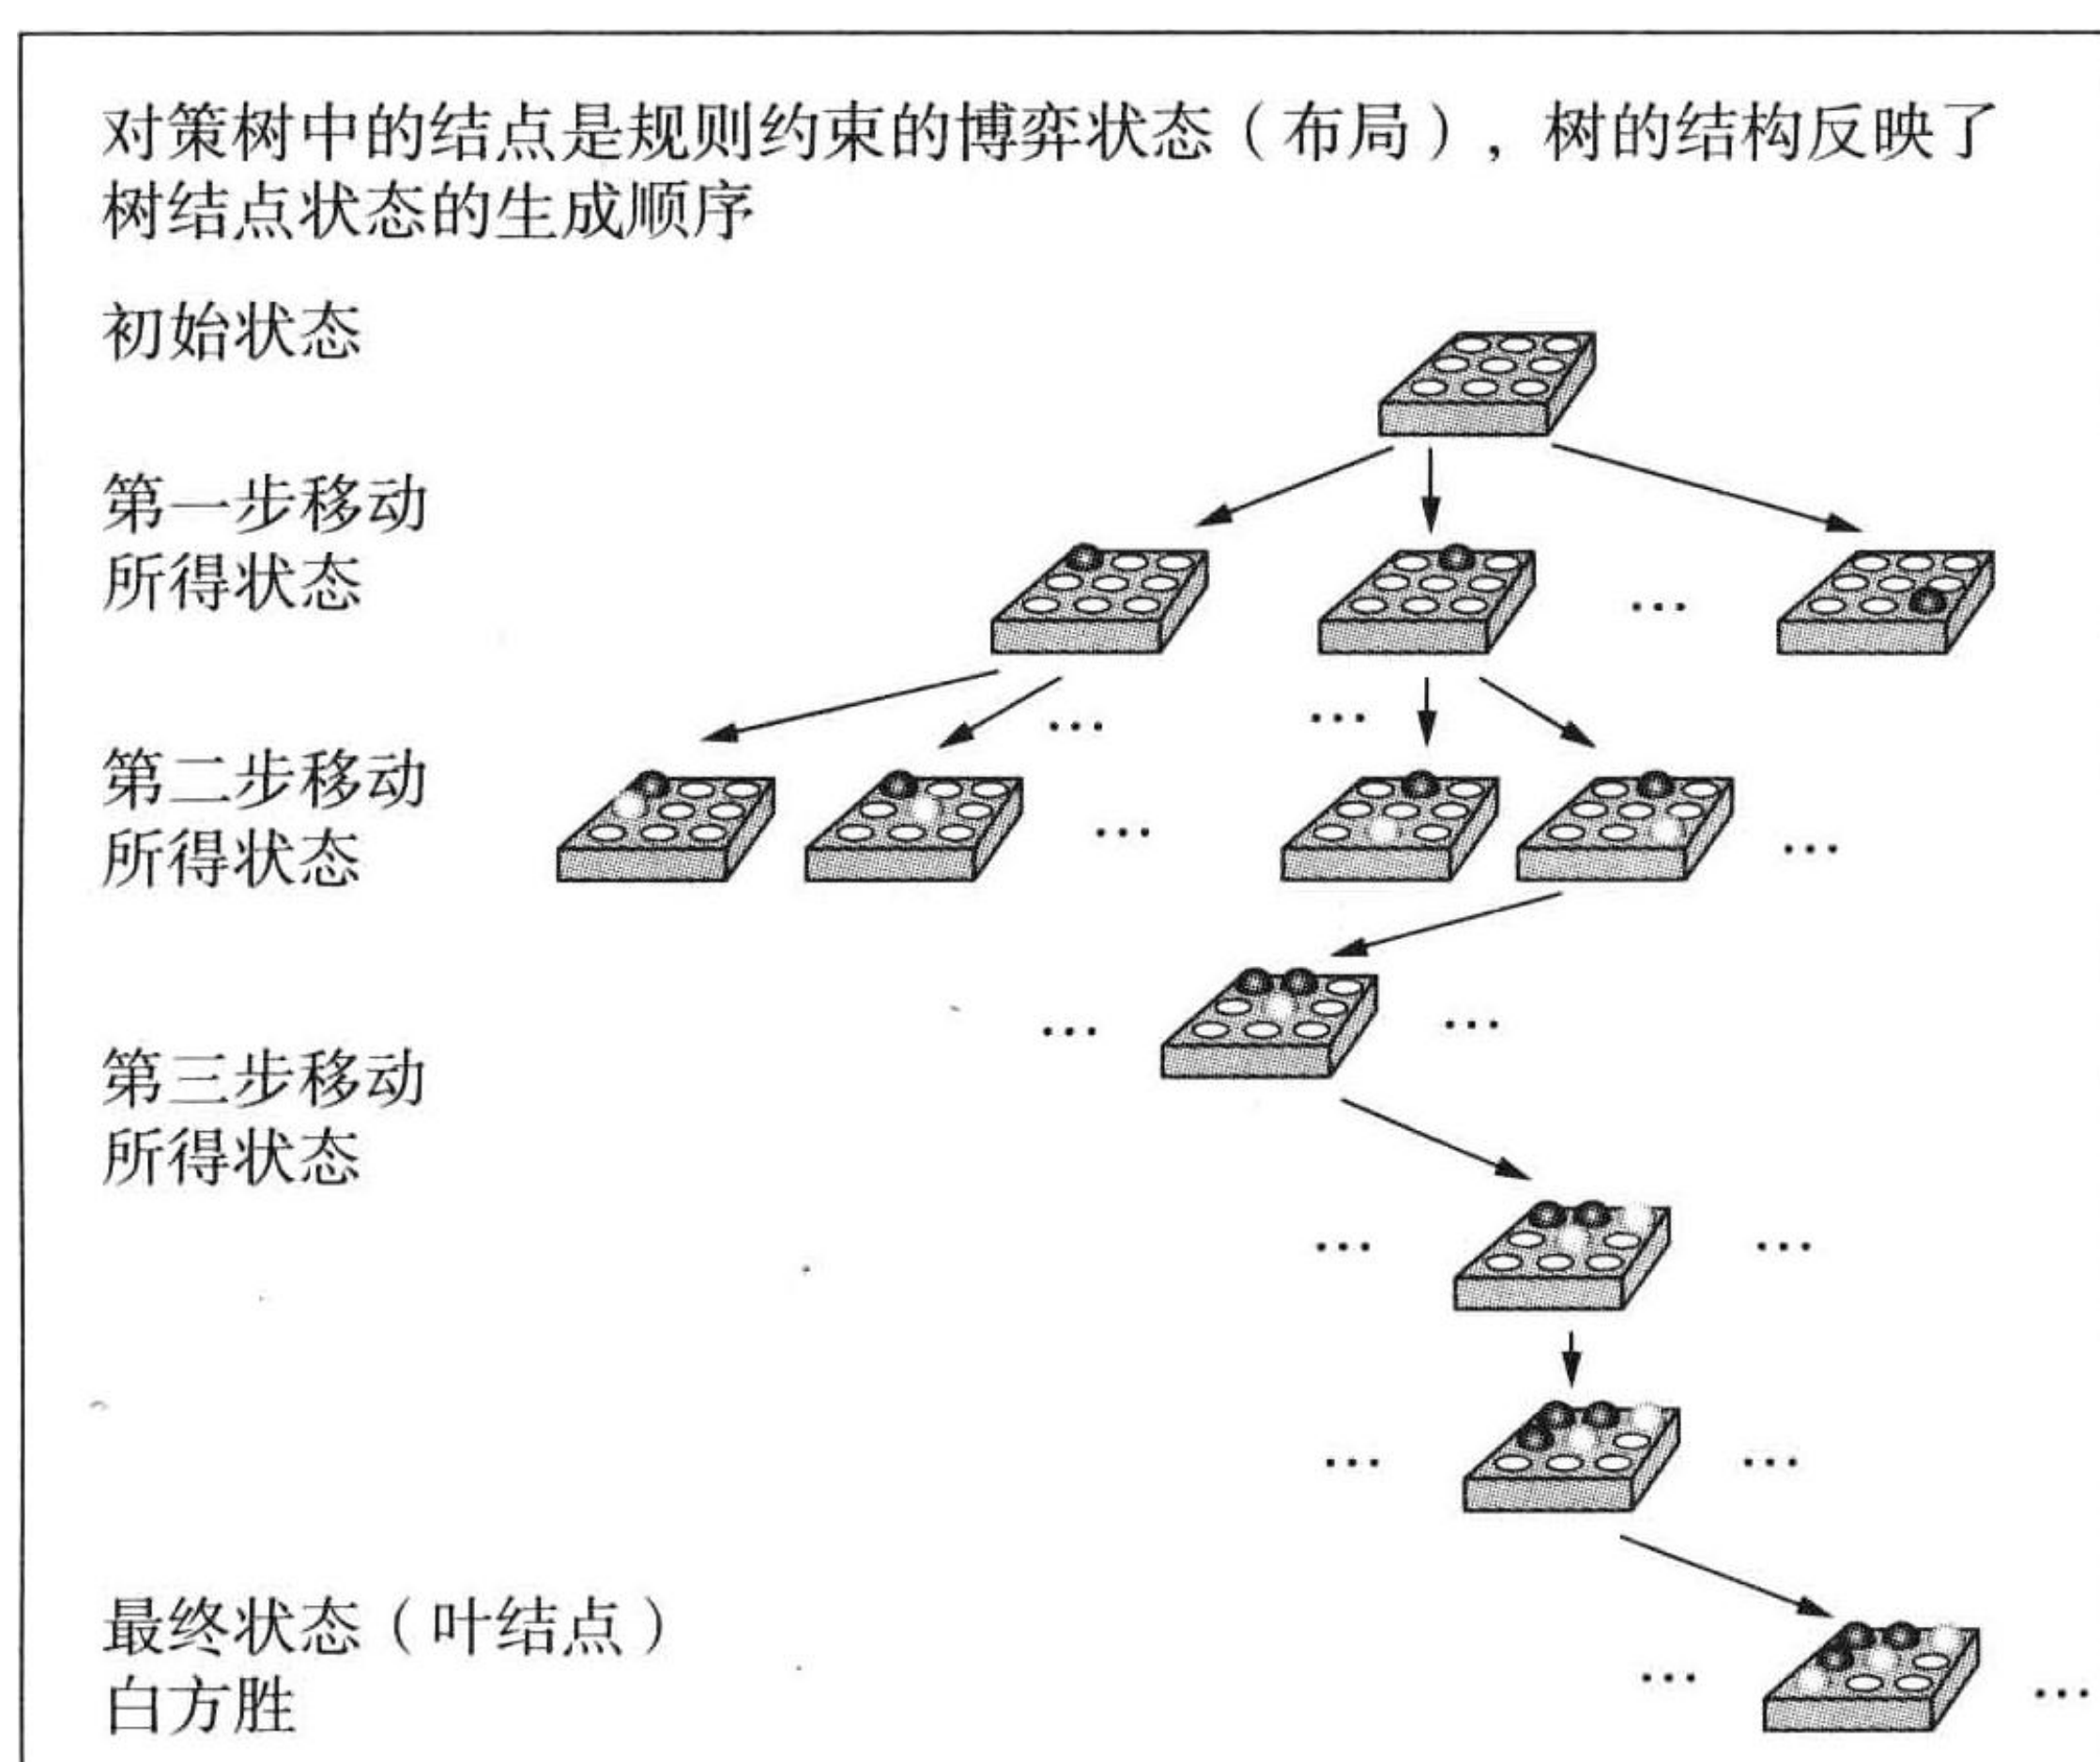 对策树中的结点是规则约束的博弈状态（布局），树的结构反映了
树结点状态的生成顺序
初始状态
第一步移动
所得状态
...
... ...
第二步移动
所得状态
... ...
... ...
第三步移动
所得状态
... ...
... ...
最终状态（叶结点）
白方胜
... ...